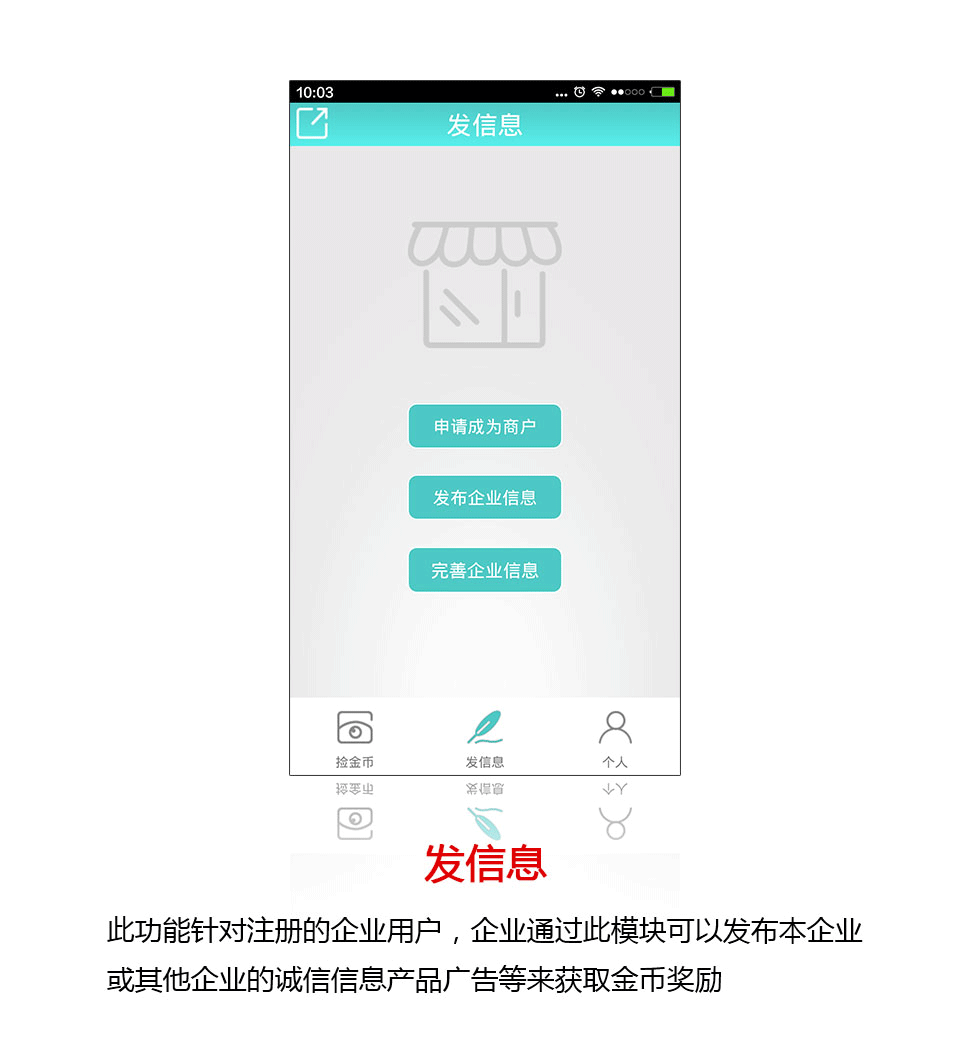 10:03
发信息
申请成为商户
发布企业信息
完善企业信息
捡金币
发信息
个人
发信息
此功能针对注册的企业用户，企业通过此模块可以发布本企业
或其他企业的诚信信息产品广告等来获取金币奖励